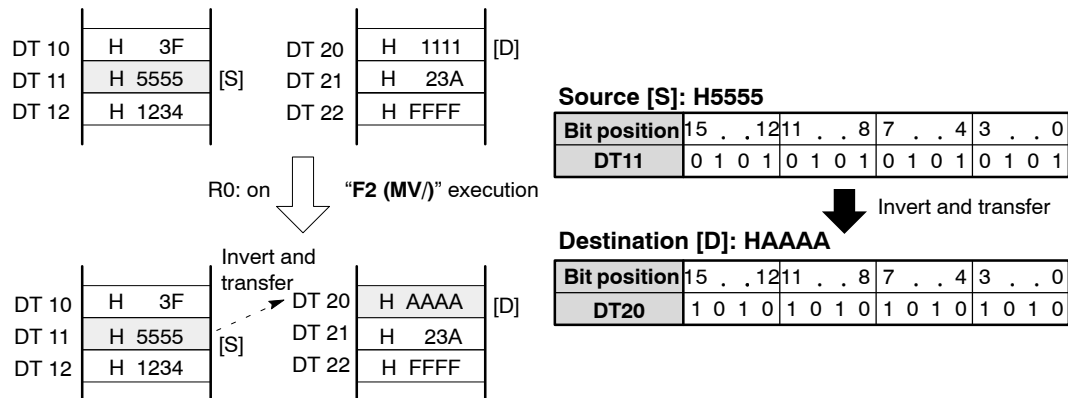 DT 10 H 3F
DT 11 H 5555 [S]
DT 12 H 1234
DT 20 H 1111 [D]
DT 21 H 23A
DT 22 H FFFF
R0: on
“F2 (MV/)” execution
Invert and
transfer
DT 10 H 3F
DT 11 H 5555 [S]
DT 12 H 1234
DT 20 H AAAA [D]
DT 21 H 23A
DT 22 H FFFF
Source [S]: H5555
Bit position 15 . . 12 11 . . 8 7 . . 4 3 . . 0
DT11 0 1 0 1 0 1 0 1 0 1 0 1 0 1 0 1
Invert and transfer
Destination [D]: HAAAA
Bit position 15 . . 12 11 . . 8 7 . . 4 3 . . 0
DT20 1 0 1 0 1 0 1 0 1 0 1 0 1 0 1 0